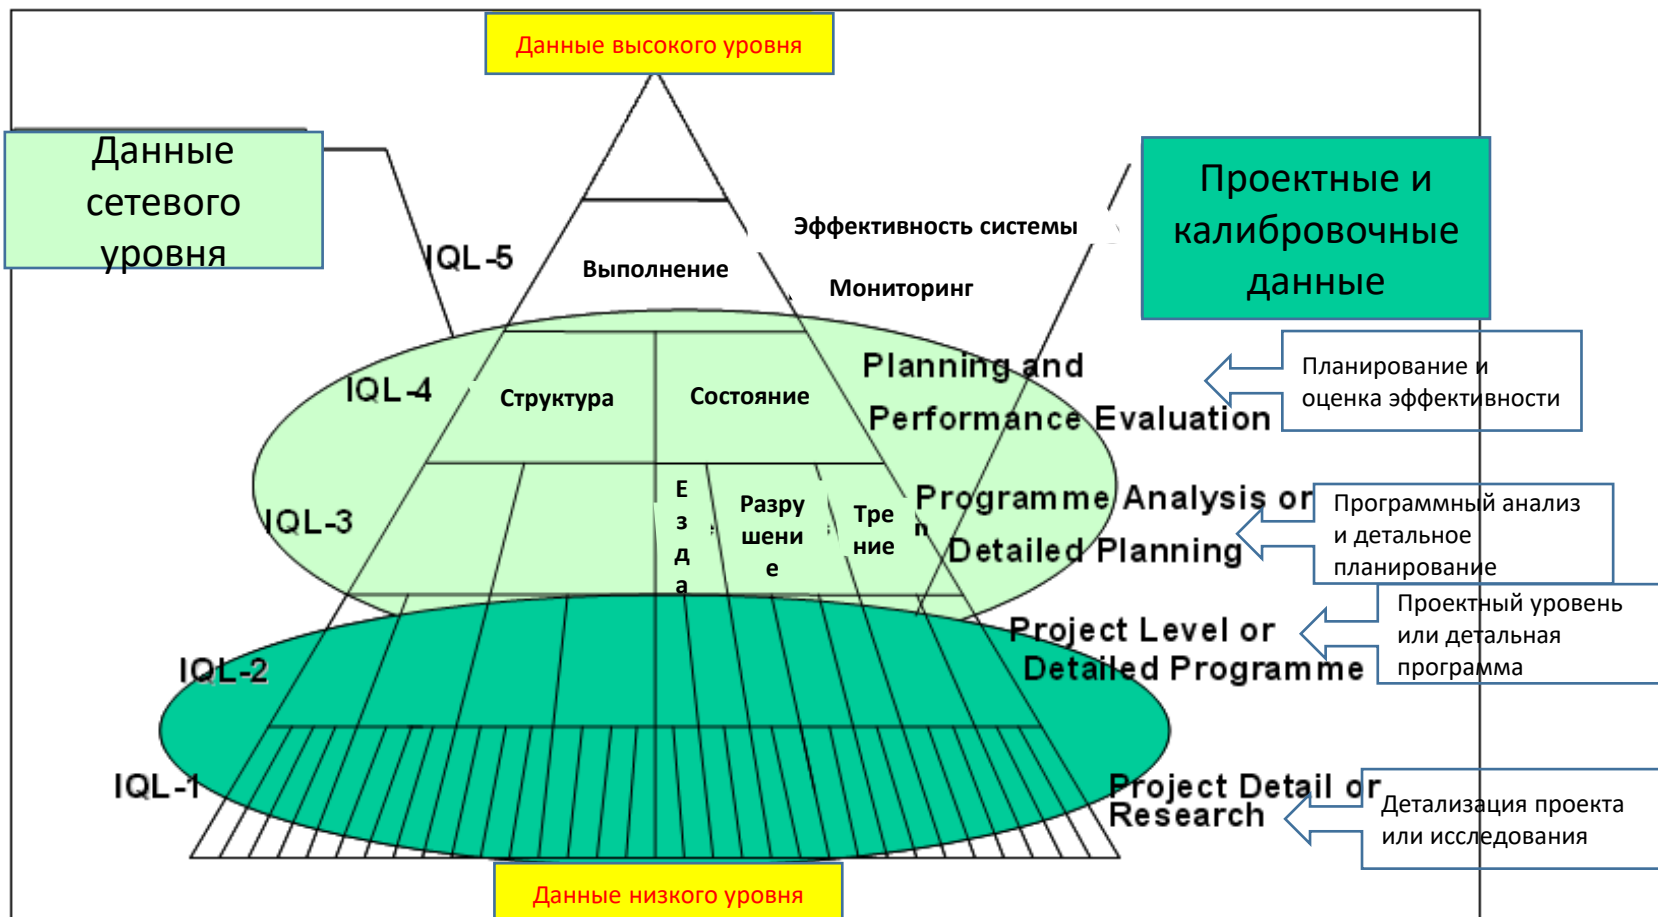 Данные высокого уровня
Данные
сетевого
уровня
Проектные и
калибровочные
данные
Эффективность системы
IQL-5
Выполнение
Мониторинг
IQL-4
Структура
Состояние
Planning and
Performance Evaluation
Планирование и
оценка эффективности
IQL-3
Е
з
д
а
Разру
шени
е
Тре
ние
Programme Analysis or
Detailed Planning
Программный анализ
и детальное
планирование
IQL-2
Project Level or
Detailed Programme
Проектный уровень
или детальная
программа
IQL-1
Project Detail or
Research
Детализация проекта
или исследования
Данные низкого уровня